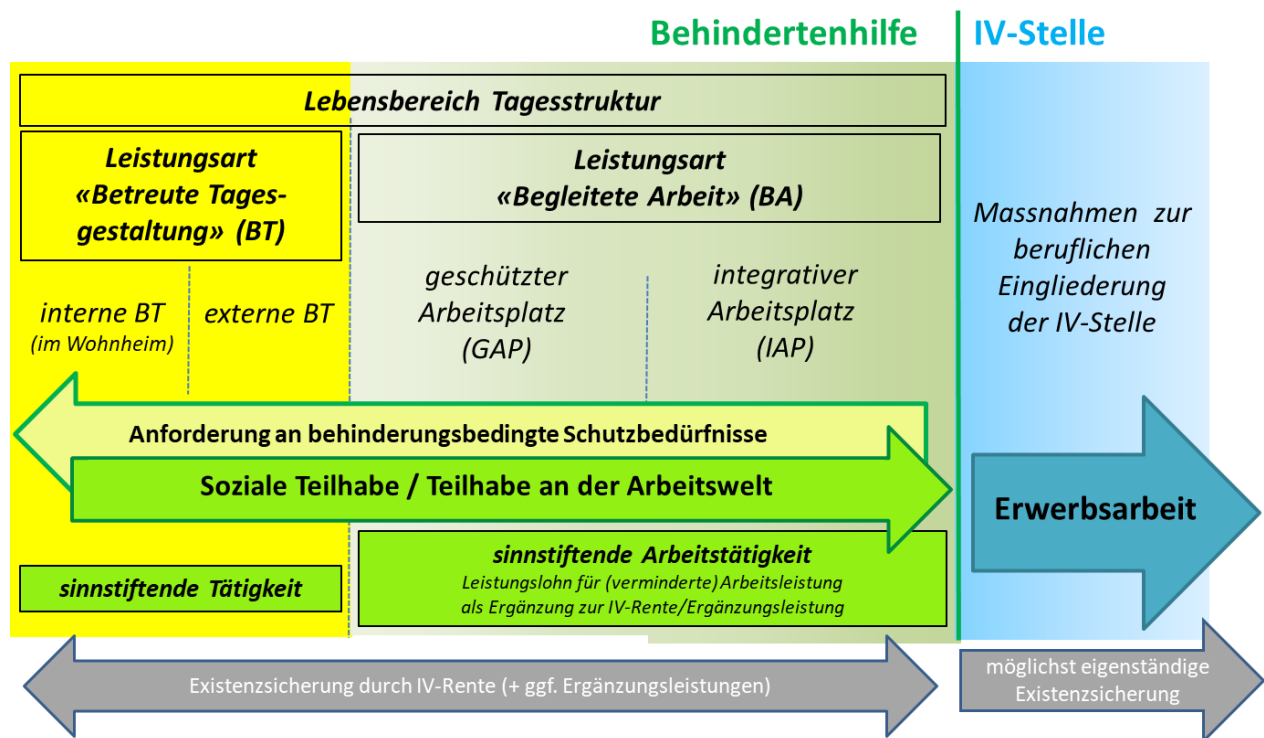 Behindertenhilfe
IV-Stelle
Lebensbereich Tagesstruktur
Leistungsart
«Betreute Tages-
gestaltung» (BT)
Leistungsart
«Begleitete Arbeit» (BA)
interne BT
(im Wohnheim)
externe BT
geschützter
Arbeitsplatz
(GAP)
integrativer
Arbeitsplatz
(IAP)
Massnahmen zur
beruflichen
Eingliederung
der IV-Stelle
Anforderung an behinderungsbedingte Schutzbedürfnisse
Soziale Teilhabe / Teilhabe an der Arbeitswelt
Erwerbsarbeit
sinnstiftende Tätigkeit
sinnstiftende Arbeitstätigkeit
Leistungslohn für (verminderte) Arbeitsleistung
als Ergänzung zur IV-Rente/Ergänzungsleistung
Existenzsicherung durch IV-Rente (+ ggf. Ergänzungsleistungen)
möglichst eigenständige
Existenzsicherung